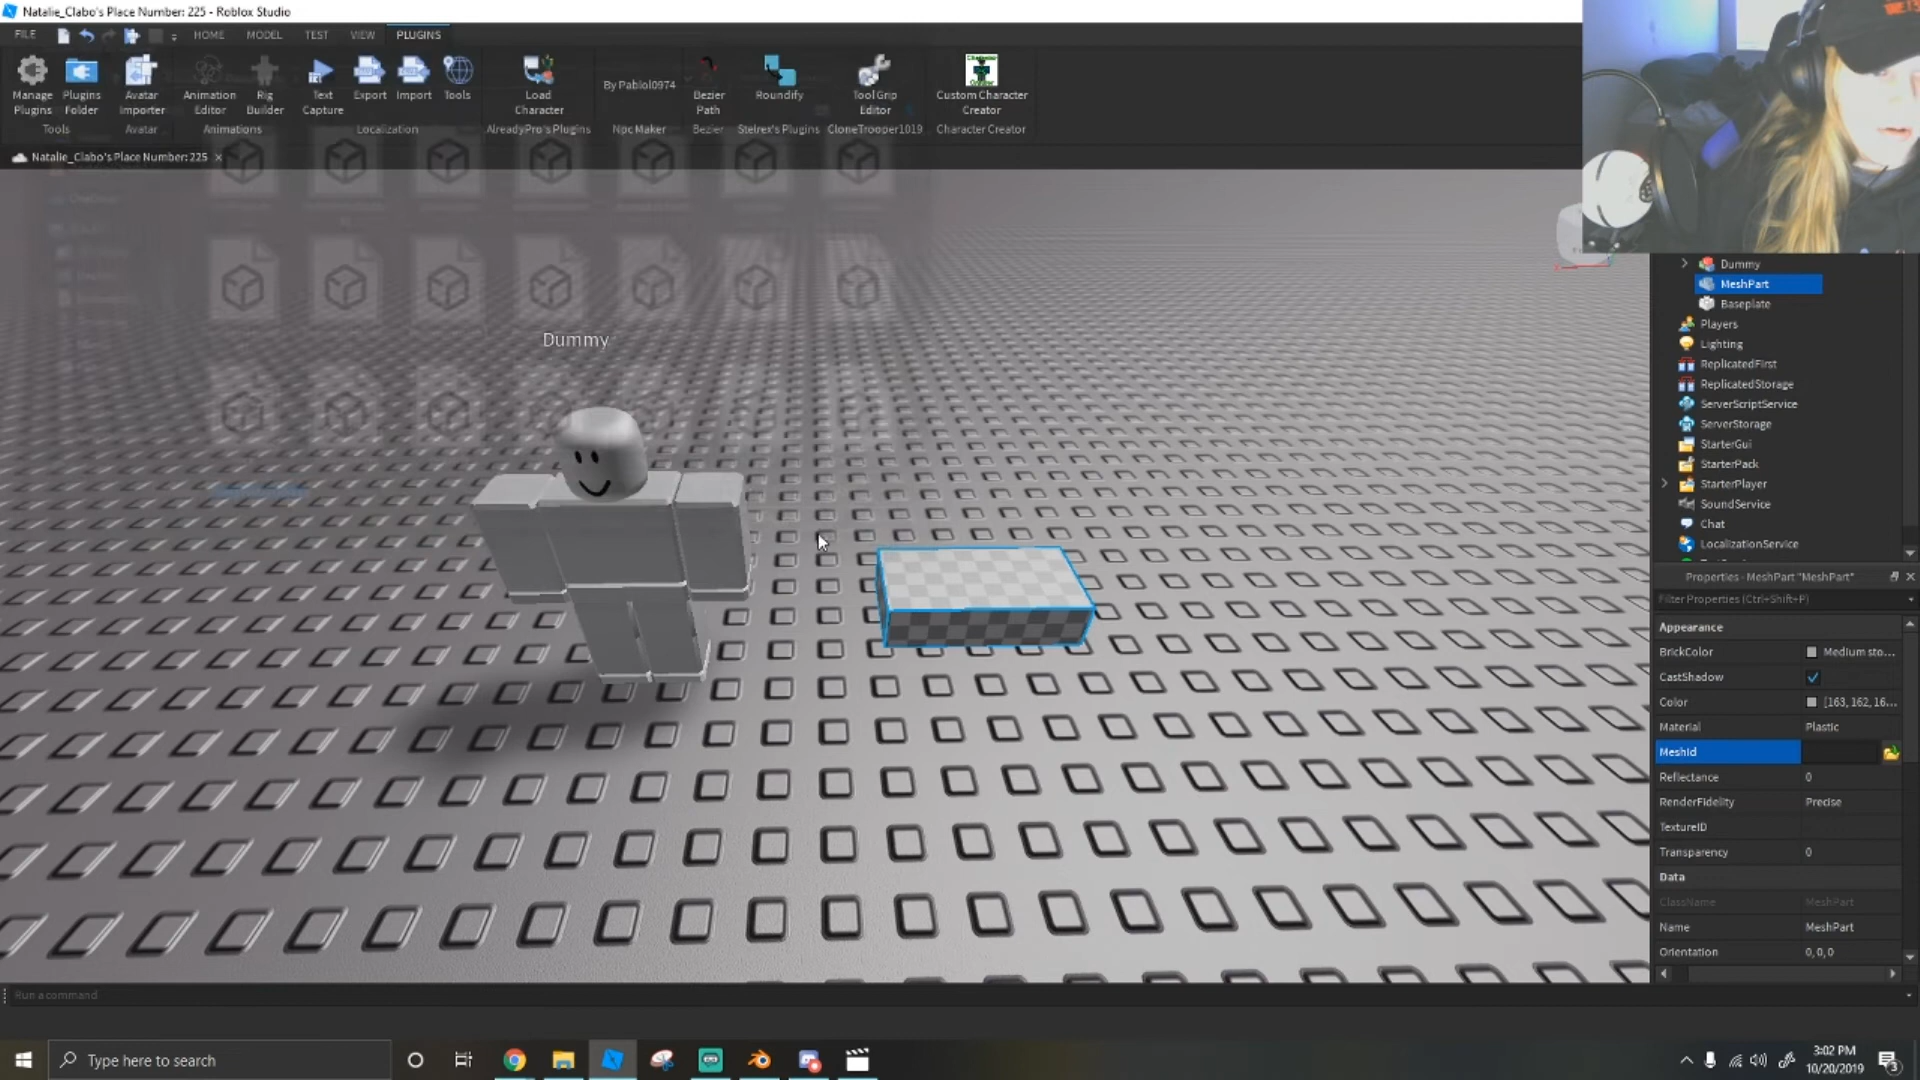 Natalie_Clabo's Place Number: 225 - Roblox Studio
FILE HOME MODEL TEST VIEW PLUGINS
Manage Plugins
Plugins Folder
Avatar Importer
Animation Editor
Rig Builder
Text Capture
Export
Import
Tools
Load Character
By Pablol0974
Bezier Path
Roundify
Tool Grip Editor
Custom Character Creator
Tools Avatar Animations Localization AlreadyPro's Plugins Npc Maker Bezier Stelrex's Plugins CloneTrooper1019 Character Creator
Natalie_Clabo's Place Number: 225
Dummy
Dummy
MeshPart
Baseplate
Players
Lighting
ReplicatedFirst
ReplicatedStorage
ServerScriptService
ServerStorage
StarterGui
StarterPack
StarterPlayer
SoundService
Chat
LocalizationService
Properties - MeshPart "MeshPart"
Filter Properties (Ctrl+Shift+P)
Appearance
BrickColor Medium sto...
CastShadow
Color [163, 162, 16...
Material Plastic
MeshId
Reflectance 0
RenderFidelity Precise
TextureID
Transparency 0
Data
ClassName MeshPart
Name MeshPart
Orientation 0, 0, 0
Run a command
Type here to search
3:02 PM
10/20/2019
3